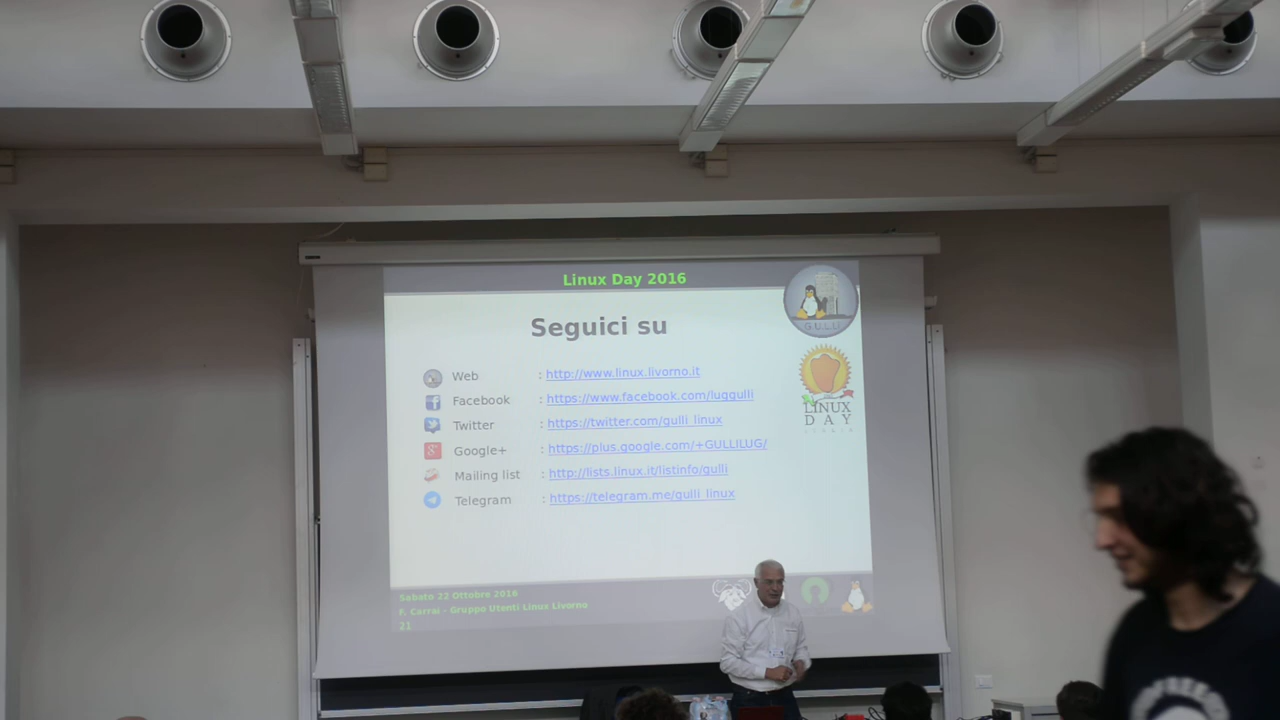 Linux Day 2016
GULLI
Seguici su
Web : http://www.linux.livorno.it
Facebook : https://www.facebook.com/luggulli
Twitter : https://twitter.com/gulli_linux
Google+ : https://plus.google.com/+GULLILUG/
Mailing list : http://lists.linux.it/listinfo/gulli
Telegram : https://telegram.me/gulli_linux
LINUX
DAY
Sabato 22 Ottobre 2016
F. Carrai - Gruppo Utenti Linux Livorno
21